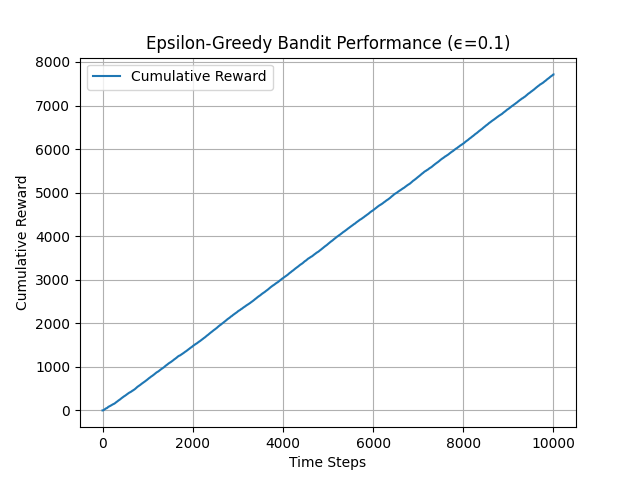 Epsilon-Greedy Bandit Performance (ϵ=0.1)
Cumulative Reward
8000
7000
6000
5000
4000
3000
2000
1000
0
Cumulative Reward
0 2000 4000 6000 8000 10000
Time Steps